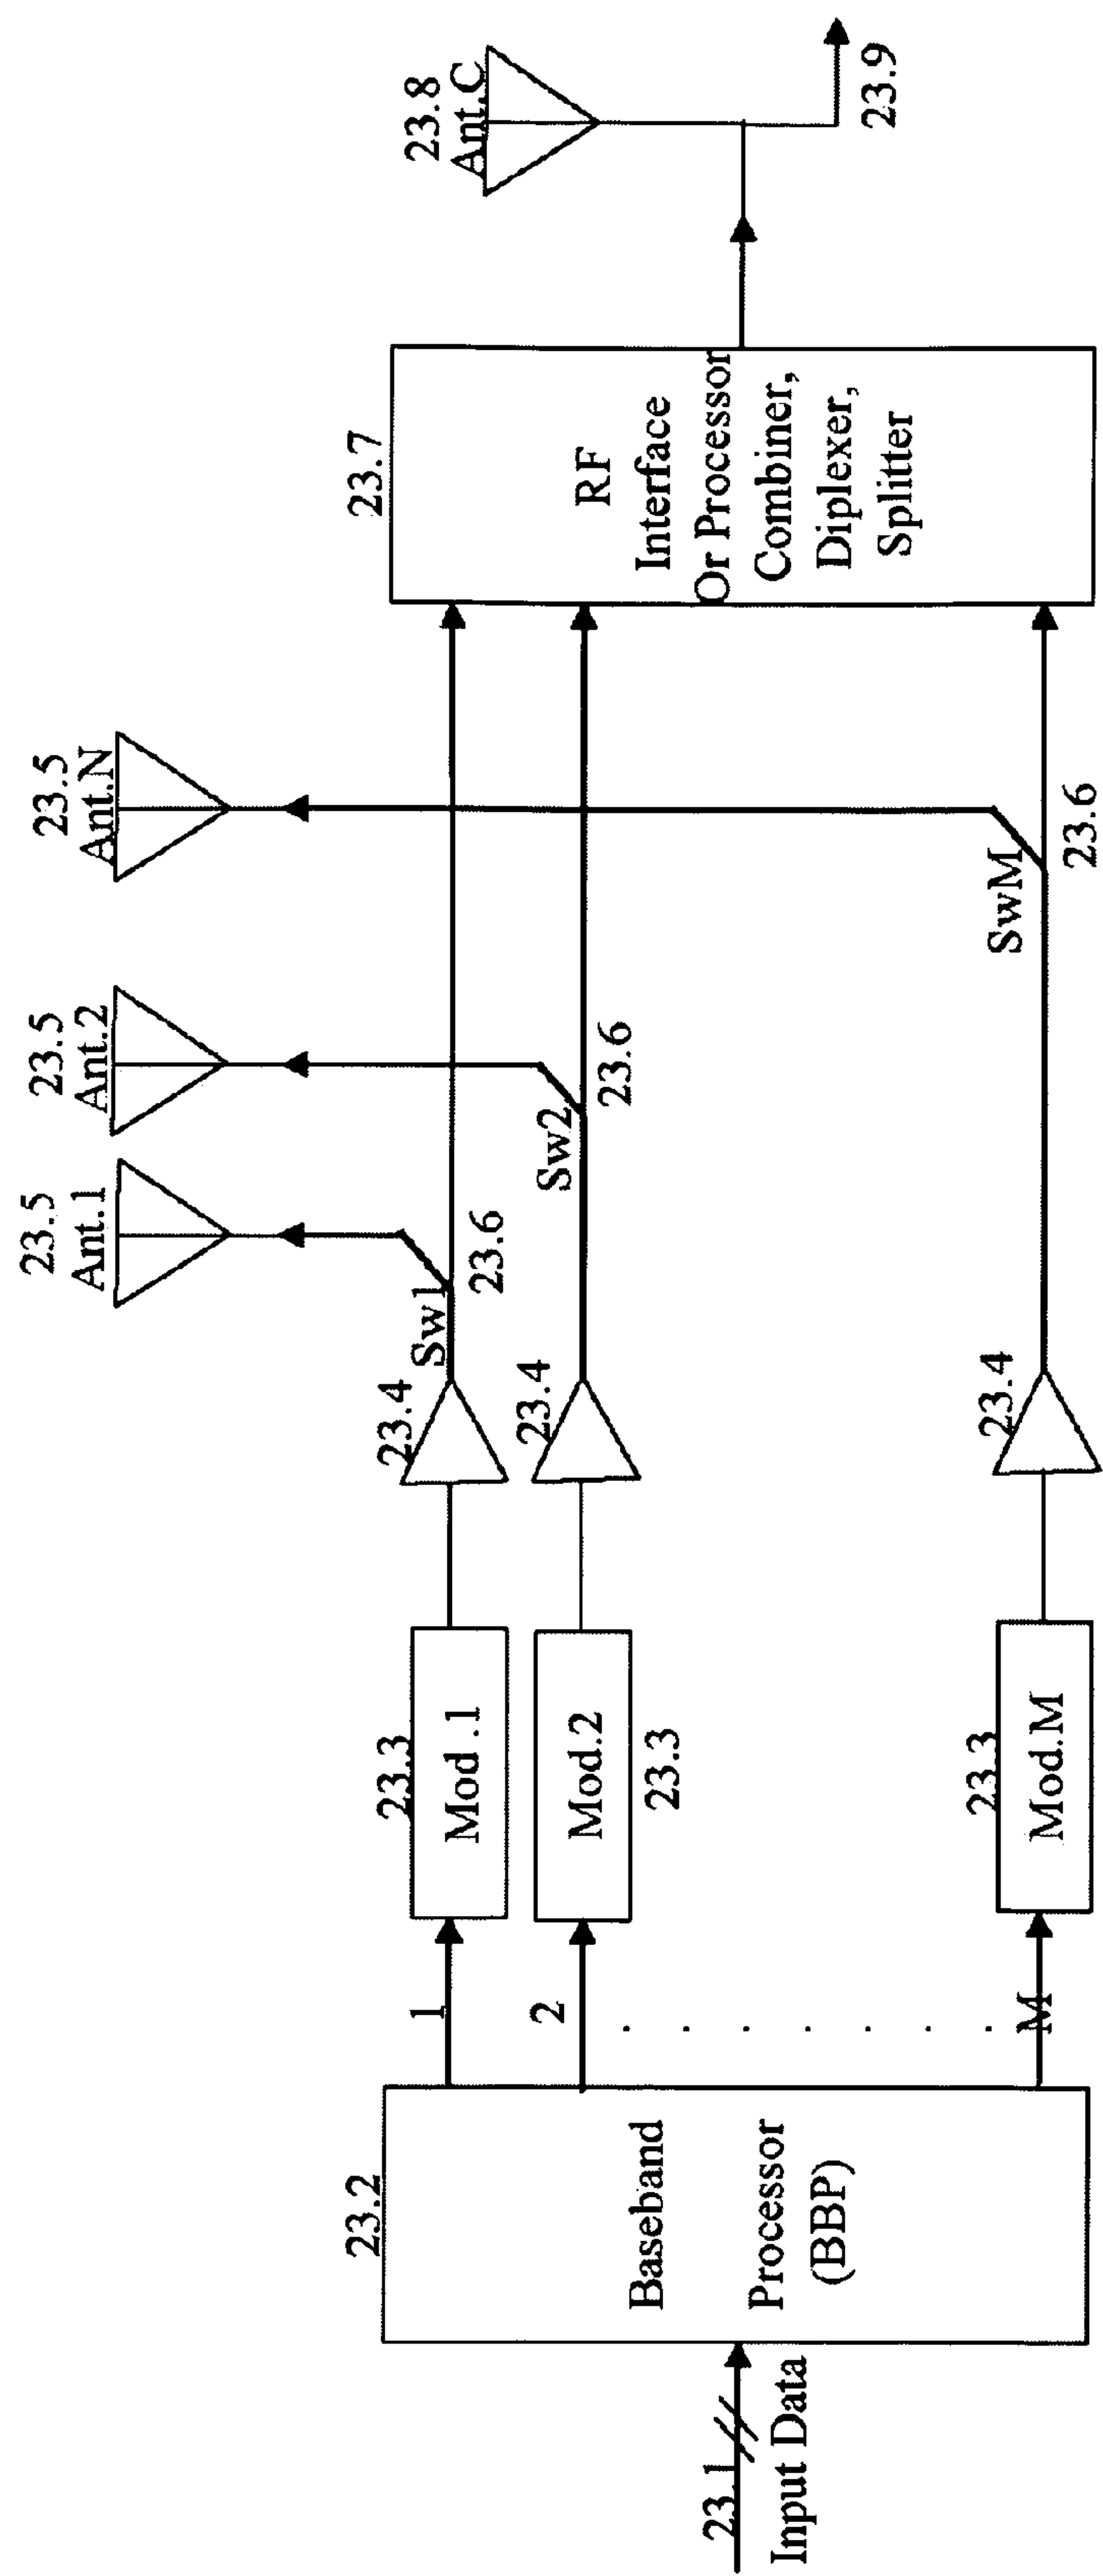 23.1
Input Data
23.2
Baseband
Processor
(BBP)
1
2
. . . . . . .
M
23.3
Mod .1
Mod.2
23.3
23.3
Mod.M
23.4
23.4
23.4
Sw1
23.6
Sw2
23.6
SwM
23.6
23.5
Ant.1
23.5
Ant.2
23.5
Ant.N
23.7
RF
Interface
Or Processor
Combiner,
Diplexer,
Splitter
23.8
Ant.C
23.9